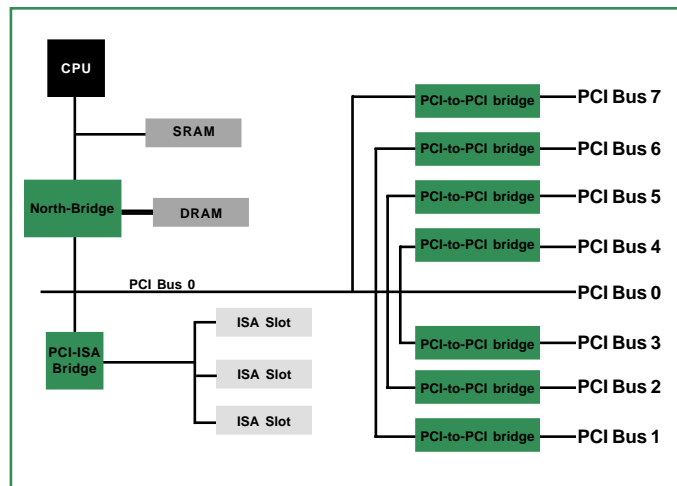 CPU
SRAM
North-Bridge
DRAM
PCI Bus 0
PCI-ISA
Bridge
ISA Slot
ISA Slot
ISA Slot
PCI-to-PCI bridge
PCI Bus 7
PCI-to-PCI bridge
PCI Bus 6
PCI-to-PCI bridge
PCI Bus 5
PCI-to-PCI bridge
PCI Bus 4
PCI Bus 0
PCI-to-PCI bridge
PCI Bus 3
PCI-to-PCI bridge
PCI Bus 2
PCI-to-PCI bridge
PCI Bus 1